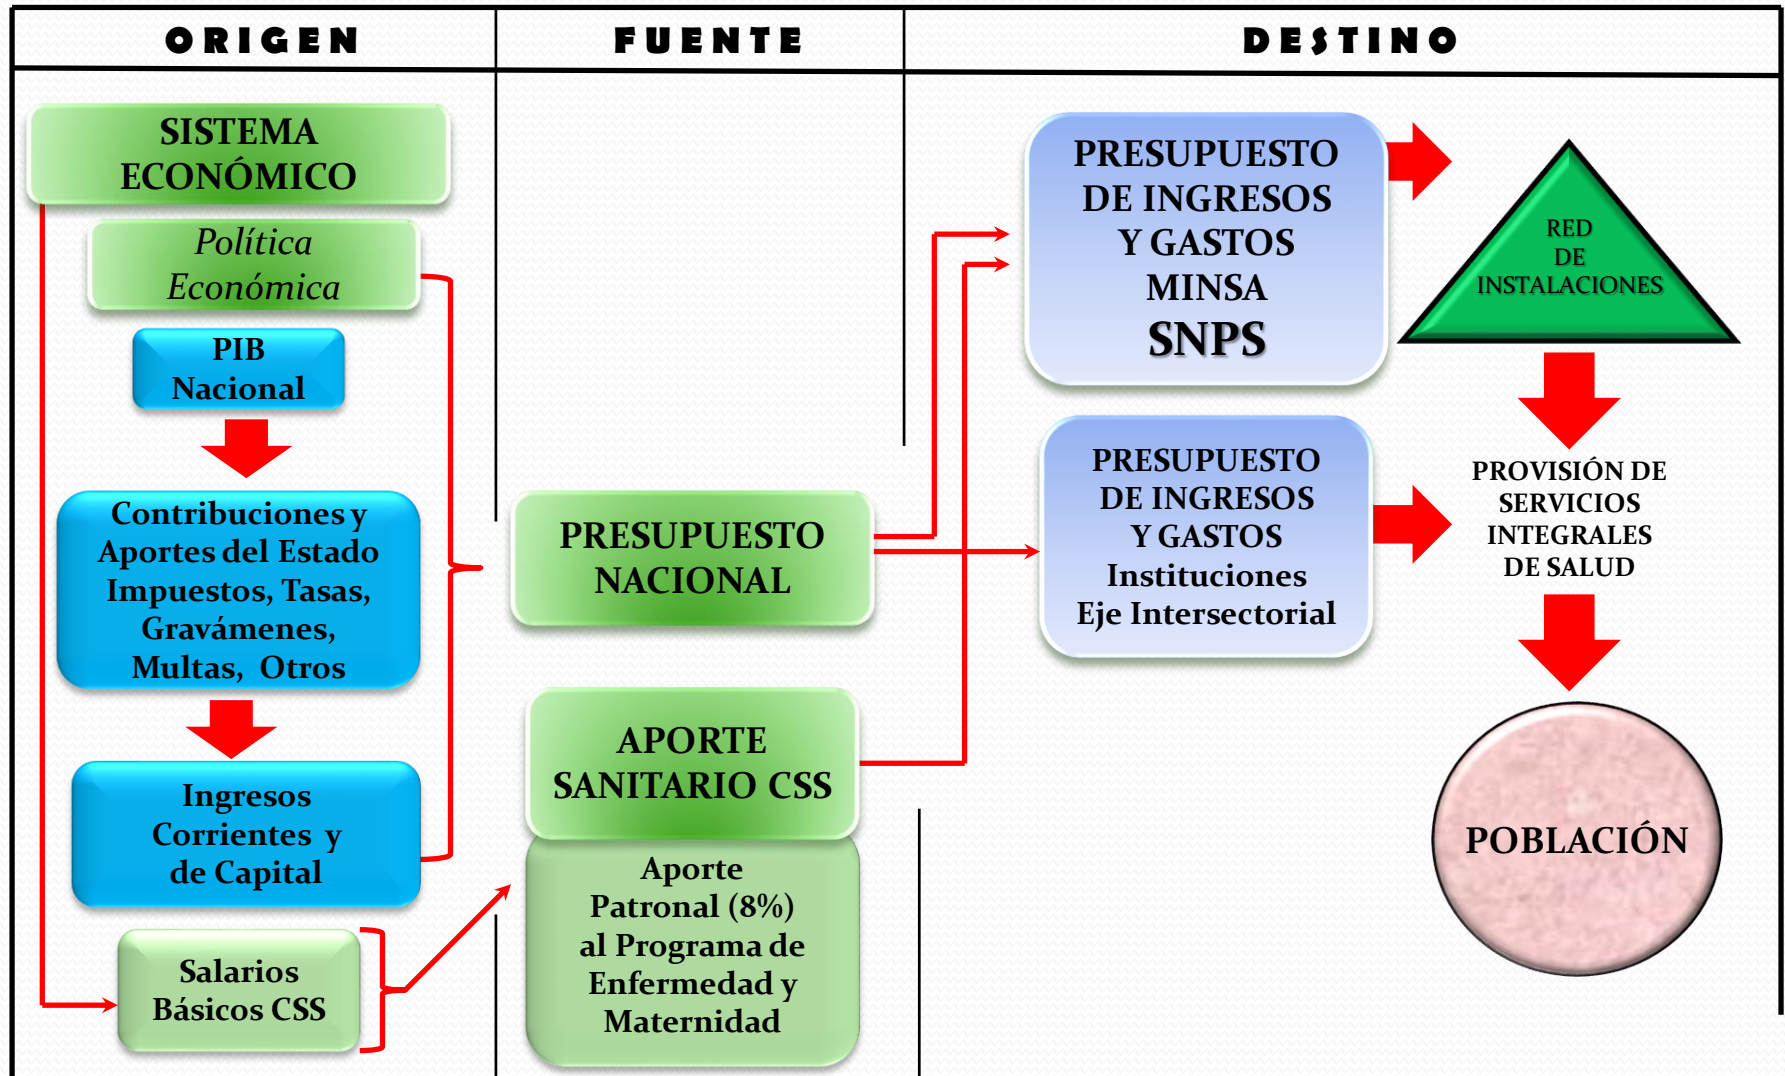 ORIGEN
FUENTE
DESTINO
SISTEMA
ECONÓMICO
Política
Económica
PIB
Nacional
Contribuciones y
Aportes del Estado
Impuestos, Tasas,
Gravámenes,
Multas, Otros
Ingresos
Corrientes y
de Capital
Salarios
Básicos CSS
PRESUPUESTO
NACIONAL
APORTE
SANITARIO CSS
Aporte
Patronal (8%)
al Programa de
Enfermedad y
Maternidad
PRESUPUESTO
DE INGRESOS
Y GASTOS
MINSA
SNPS
PRESUPUESTO
DE INGRESOS
Y GASTOS
Instituciones
Eje Intersectorial
RED
DE
INSTALACIONES
PROVISIÓN DE
SERVICIOS
INTEGRALES
DE SALUD
POBLACIÓN